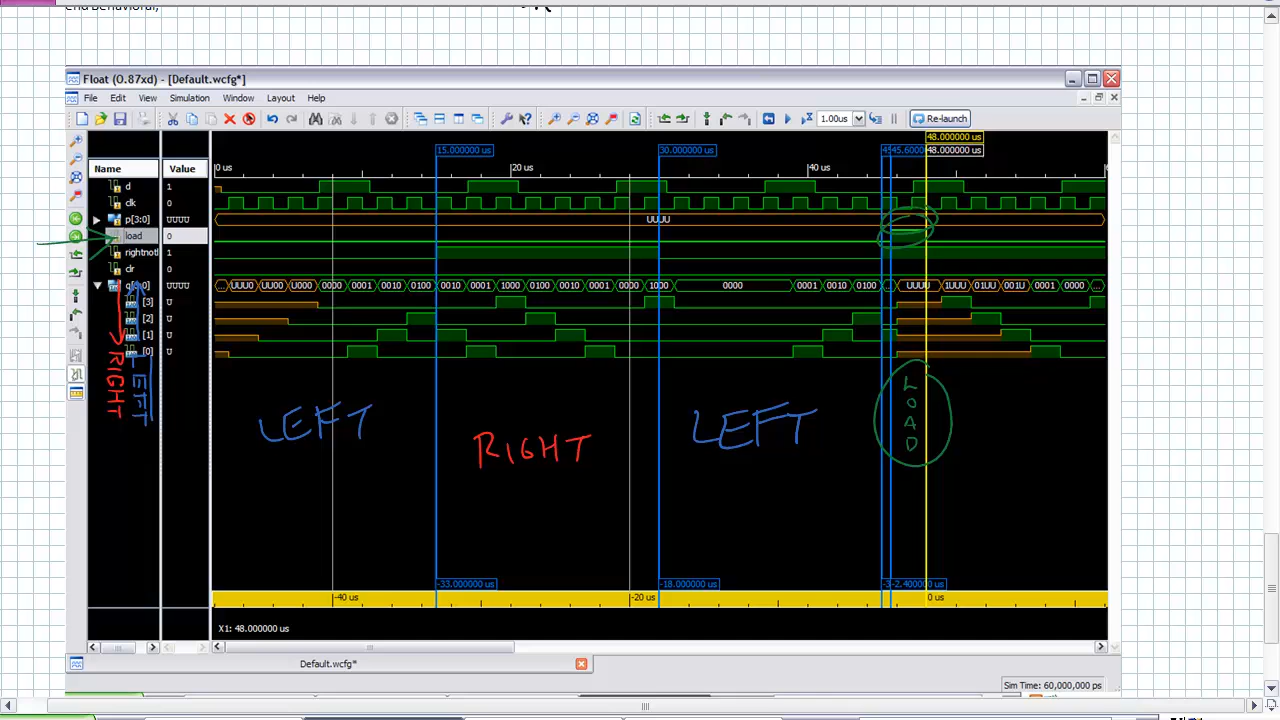 end Behavioral;
Float (0.87xd) - [Default.wcfg*]
File Edit View Simulation Window Layout Help
1.00us
Re-launch
48.000000 us
15.000000 us 30.000000 us 48.000000 us
Name Value
0 us 20 us 40 us
d 1
clk 0
p[3:0] UUUU UUUU
load 0
rightnotl 1
clr 0
UUUU ... UUU0 UU00 U000 0000 0001 0010 0100 0010 0001 1000 0100 0010 0001 0000 1000 0000 0001 0010 0100 ... UUUU 1UUU 01UU 001U 0001 0000 ...
[3] U
[2] U
[1] U
[0] U
RIGHT
LEFT
LEFT
RIGHT
LEFT
LOAD
-33.000000 us -18.000000 us -2.400000 us
-40 us -20 us 0 us
X1: 48.000000 us
Default.wcfg*
Sim Time: 60,000,000 ps